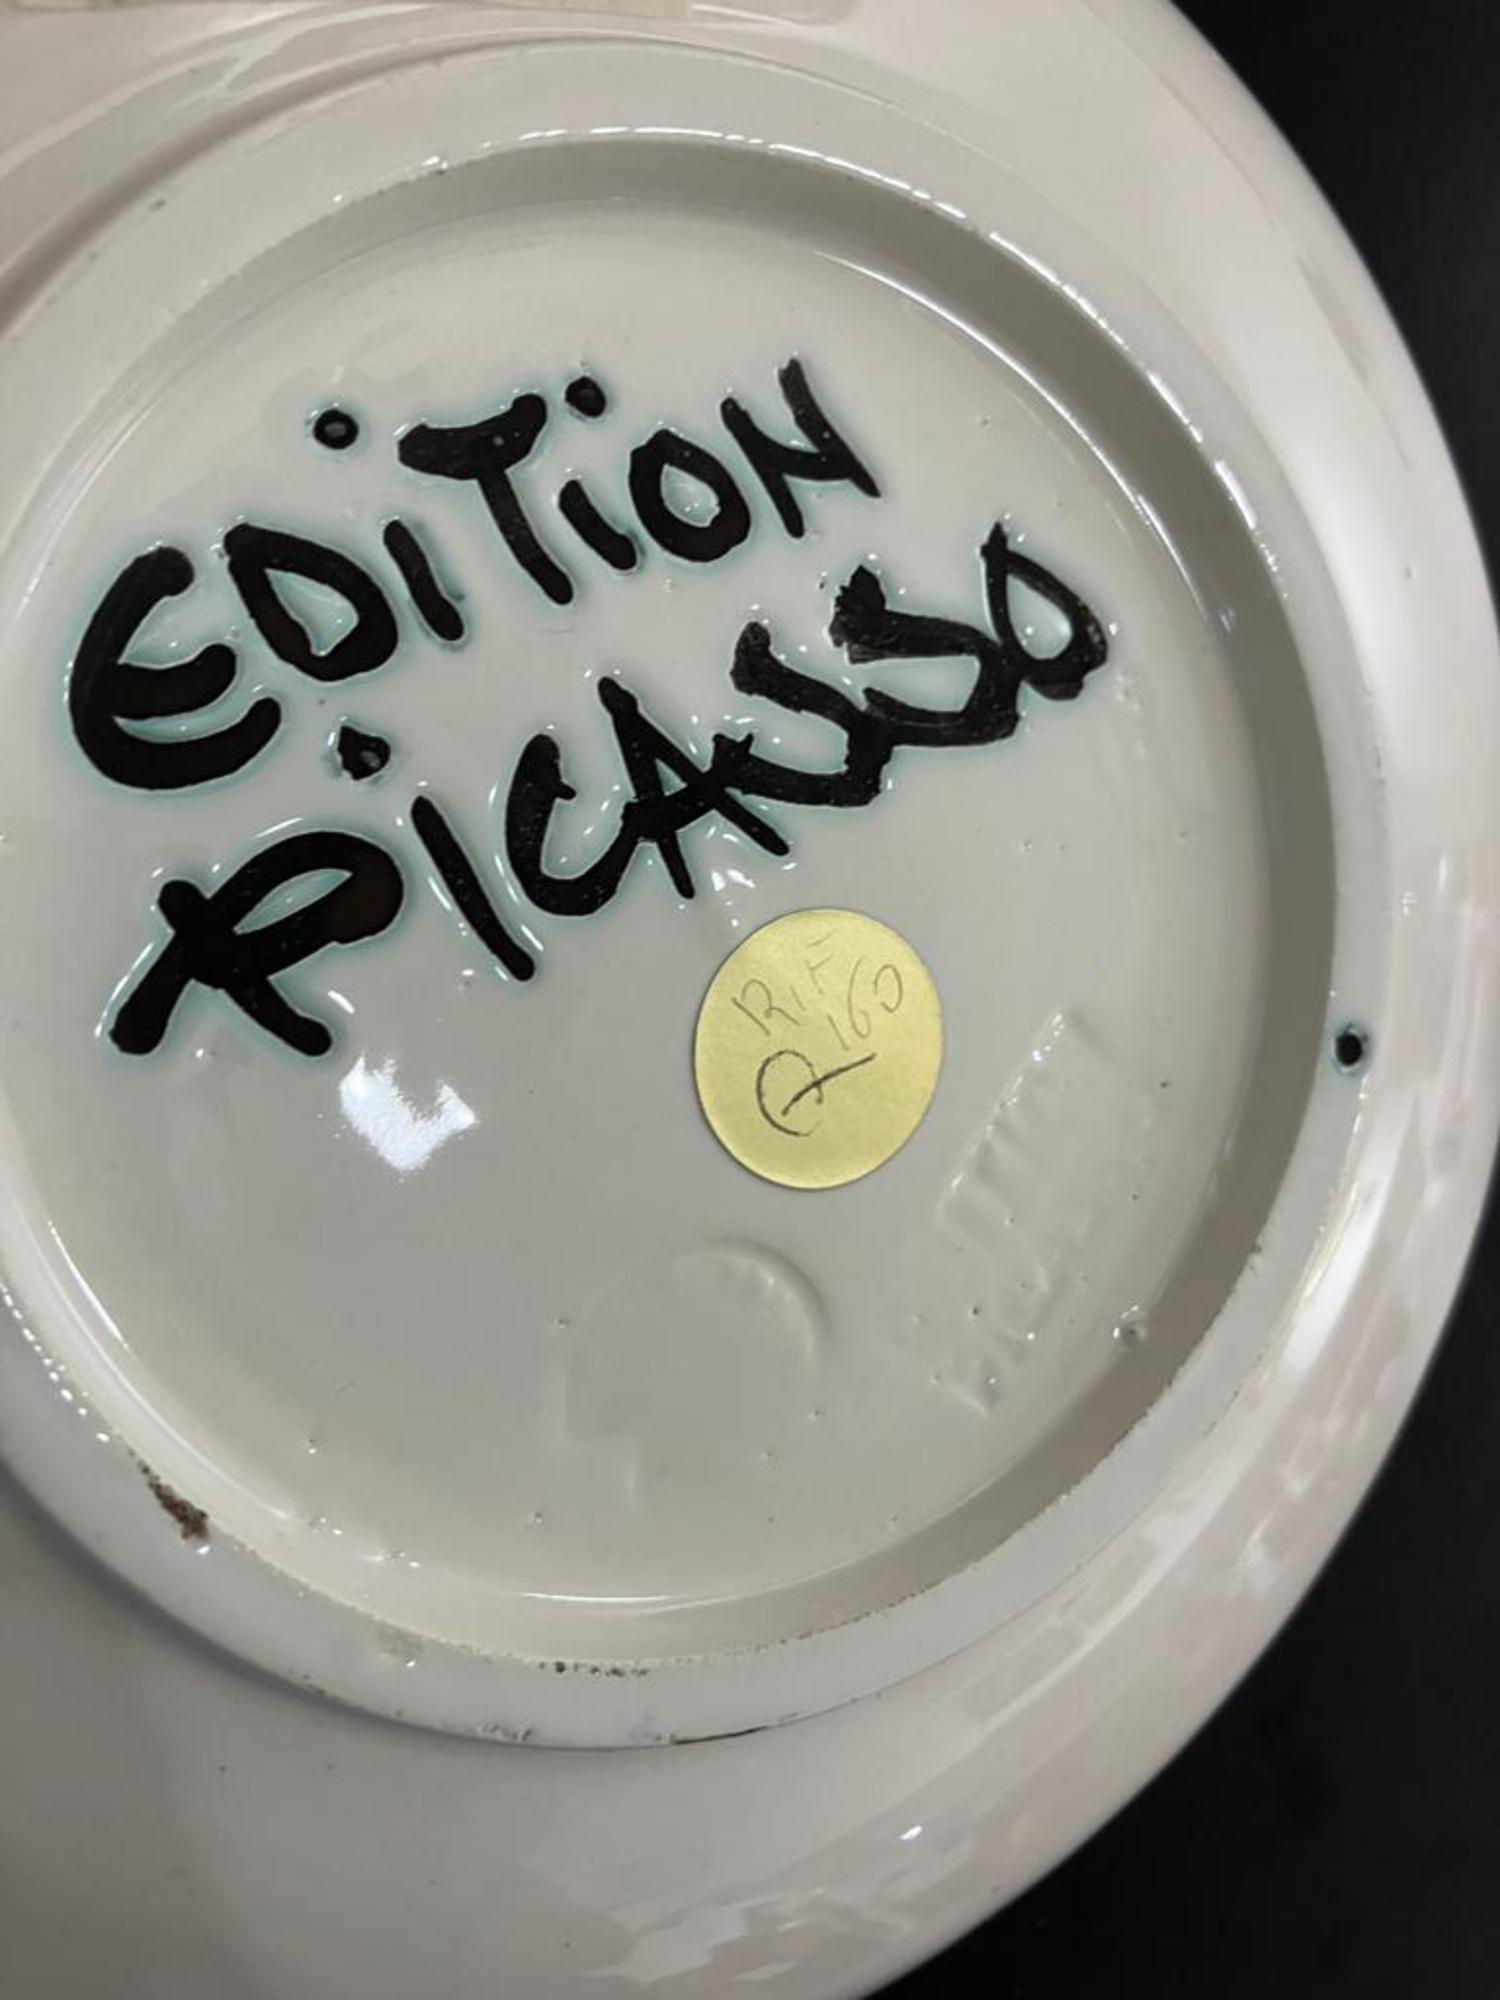 EDiTiON
PICASSO
RIF
160